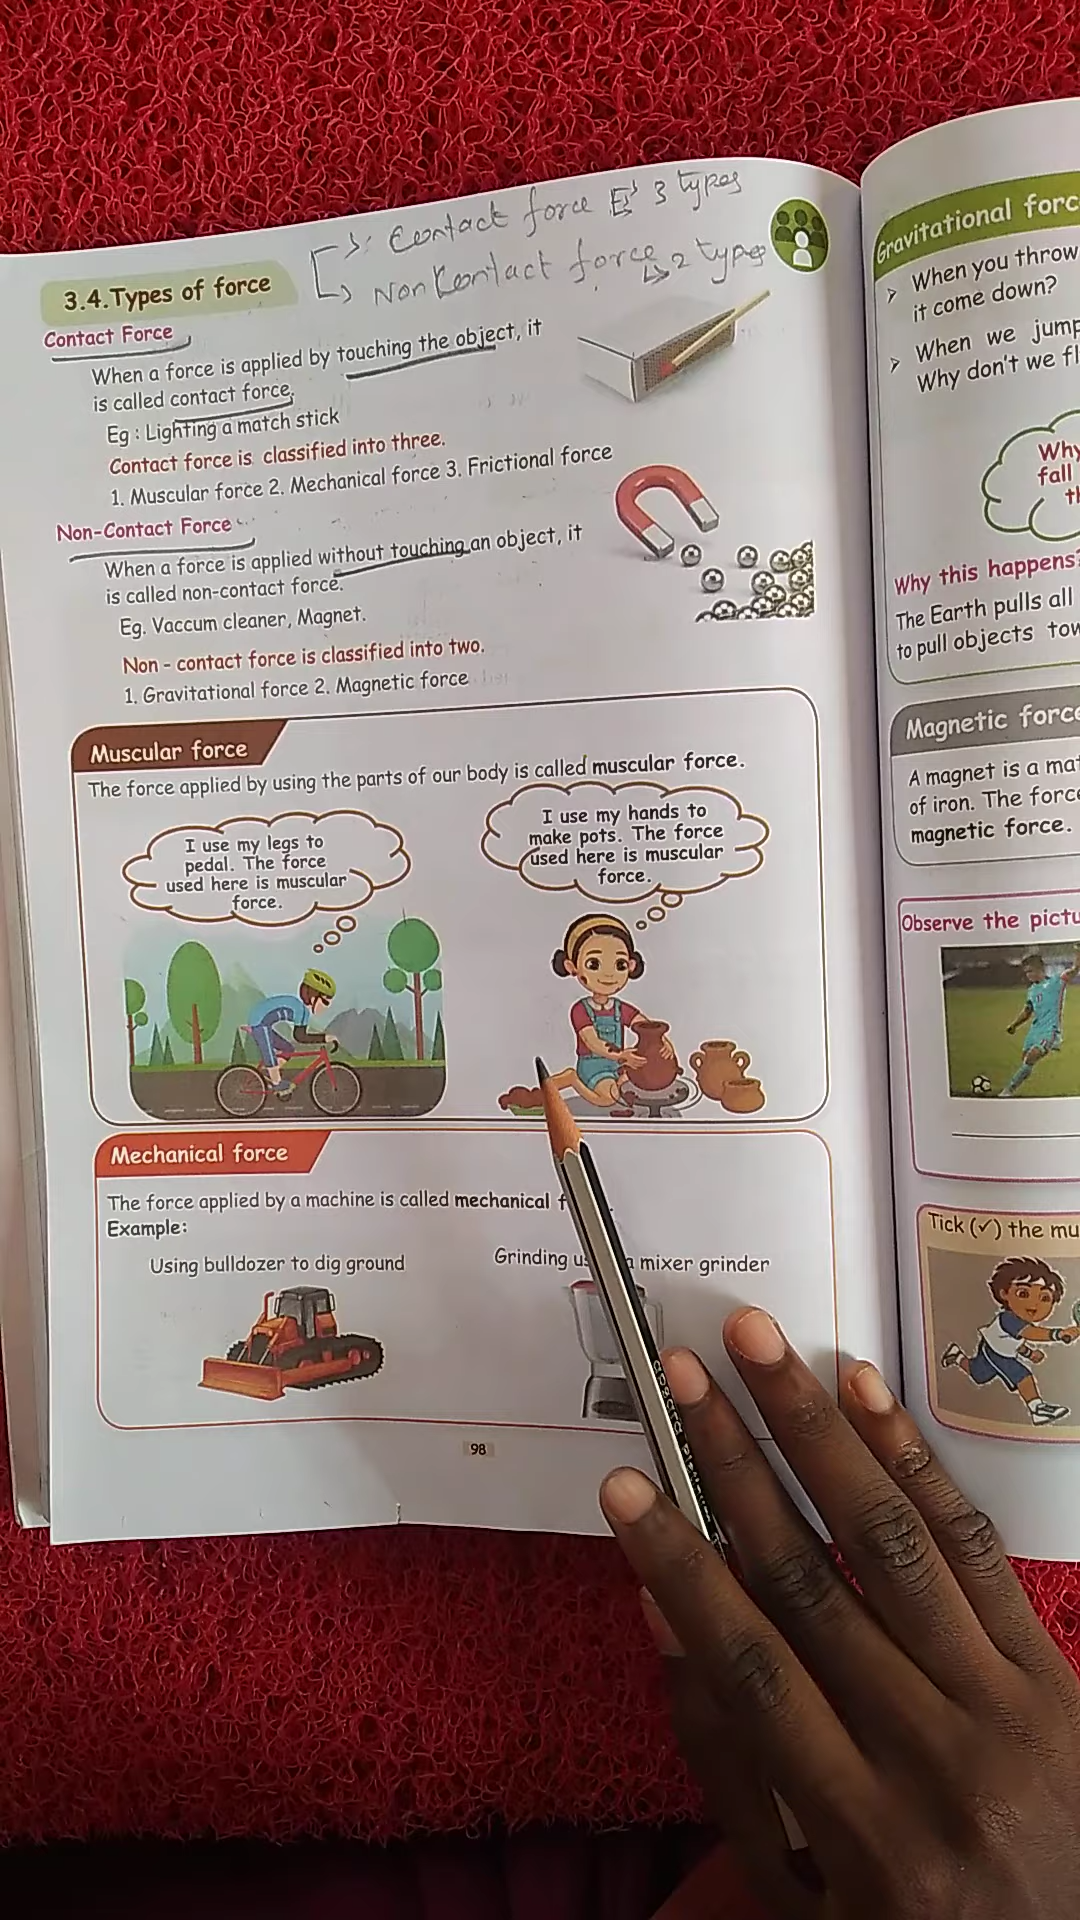 Contact force 3 types
Non Contact force 2 types
3.4.Types of force
Contact Force
When a force is applied by touching the object, it
is called contact force.
Eg : Lighting a match stick
Contact force is classified into three.
1. Muscular force 2. Mechanical force 3. Frictional force
Non-Contact Force
When a force is applied without touching an object, it
is called non-contact force.
Eg. Vaccum cleaner, Magnet.
Non - contact force is classified into two.
1. Gravitational force 2. Magnetic force
Muscular force
The force applied by using the parts of our body is called muscular force.
I use my legs to
pedal. The force
used here is muscular
force.
I use my hands to
make pots. The force
used here is muscular
force.
Mechanical force
The force applied by a machine is called mechanical
Example:
Using bulldozer to dig ground
Grinding mixer grinder
98
Gravitational forc
When you throw
it come down?
When we jump
Why don't we fl
Why
fall
th
Why this happens?
The Earth pulls all
to pull objects tow
Magnetic force
A magnet is a mat
of iron. The force
magnetic force.
Observe the pictu
Tick (✓) the mu